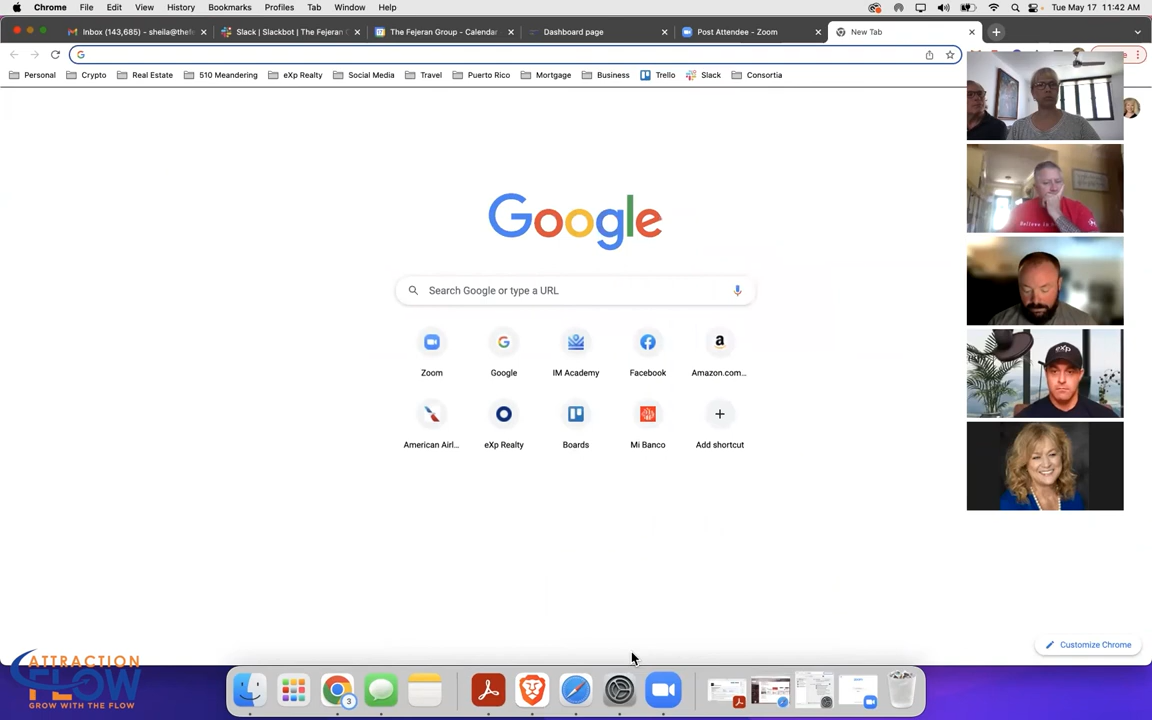 Chrome File Edit View History Bookmarks Profiles Tab Window Help Tue May 17 11:42 AM
Inbox (143,685) - sheila@thef Slack | Slackbot | The Fejeran The Fejeran Group - Calenda Dashboard page Post Attendee - Zoom New Tab
Personal Crypto Real Estate 510 Meandering eXp Realty Social Media Travel Puerto Rico Mortgage Business Trello Slack Consortia
Google
Search Google or type a URL
Zoom Google IM Academy Facebook Amazon.com...
American Airl... eXp Realty Boards Mi Banco Add shortcut
eXp
Customize Chrome
ATTRACTION
FLOW
GROW WITH THE FLOW
3